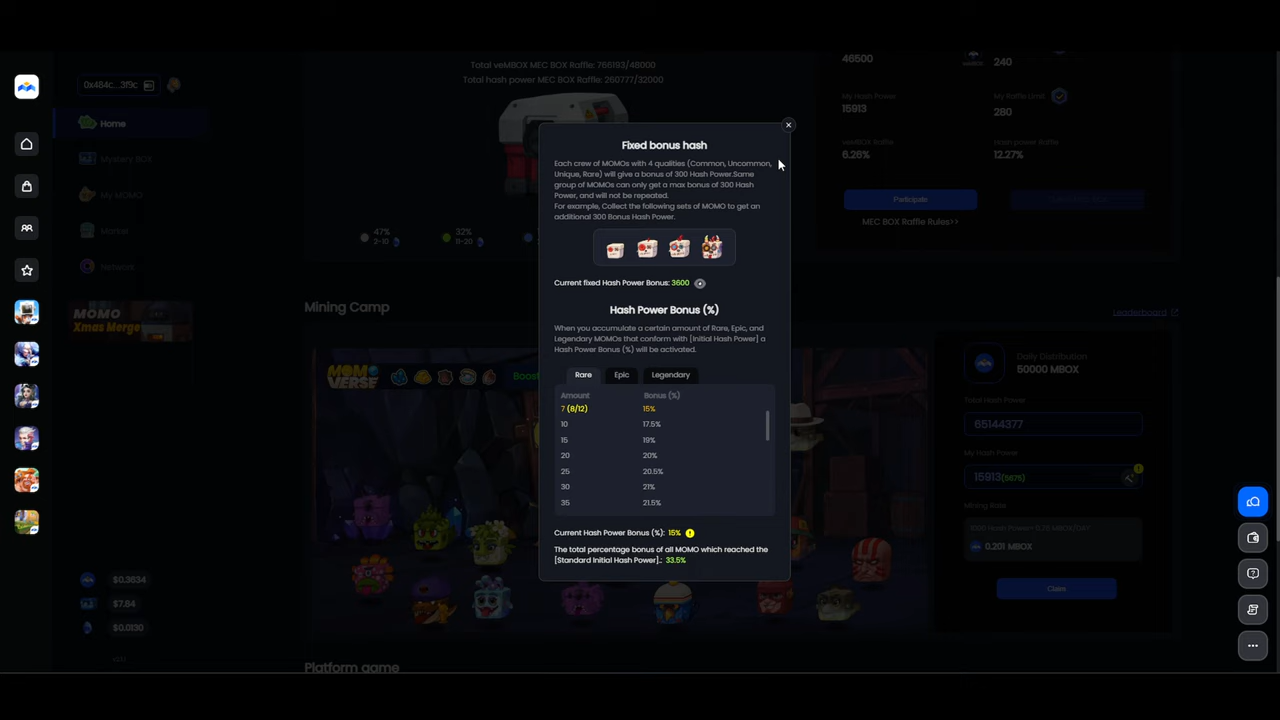 Total veMBOX MEC BOX Raffle: 766193/48000
Total hash power MEC BOX Raffle: 260777/32000
46500
240
0x484c...3f9c
My Hash Power
15913
My Raffle Limit
280
Home
Mystery BOX
veMBOX Raffle
6.26%
Hash power Raffle
12.27%
My MOMO
Participate
MEC BOX Raffle Rules>>
Market
47%
2-10
32%
11-20
Network
Fixed bonus hash
Each crew of MOMOs with 4 qualities (Common, Uncommon,
Unique, Rare) will give a bonus of 300 Hash Power.Same
group of MOMOs can only get a max bonus of 300 Hash
Power, and will not be repeated.
For example, Collect the following sets of MOMO to get an
additional 300 Bonus Hash Power.
Current fixed Hash Power Bonus: 3600
Hash Power Bonus (%)
When you accumulate a certain amount of Rare, Epic, and
Legendary MOMOs that conform with [Initial Hash Power] a
Hash Power Bonus (%) will be activated.
Rare Epic Legendary
Amount Bonus (%)
7 (8/12) 15%
10 17.5%
15 19%
20 20%
25 20.5%
30 21%
35 21.5%
Current Hash Power Bonus (%): 15%
The total percentage bonus of all MOMO which reached the
[Standard Initial Hash Power].: 33.5%
MOMO
Xmas Merge
Mining Camp
Leaderboard
MOMO
VERSE
Boost
Daily Distribution
50000 MBOX
Total Hash Power
65144377
My Hash Power
15913(5675)
Mining Rate
0.201 MBOX
Claim
$0.3634
$7.84
$0.0130
Platform game